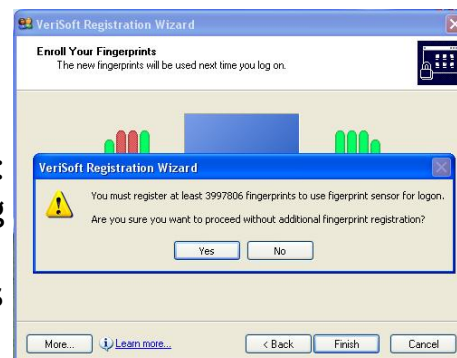 VeriSoft Registration Wizard
Enroll Your Fingerprints
The new fingerprints will be used next time you log on.
VeriSoft Registration Wizard
You must register at least 3997806 fingerprints to use figerprint sensor for logon.
Are you sure you want to proceed without additional fingerprint registration?
Yes No
More... Learn more... < Back Finish Cancel